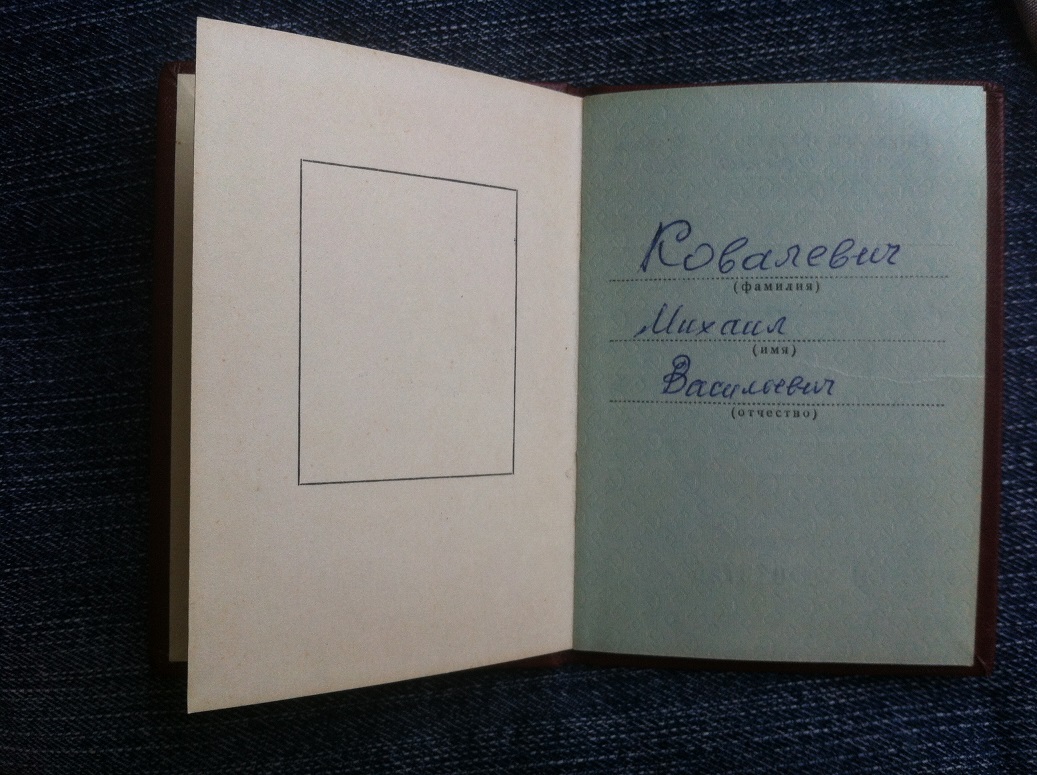 Ковалевич
(фамилия)
Михаил
(имя)
Васильевич
(отчество)